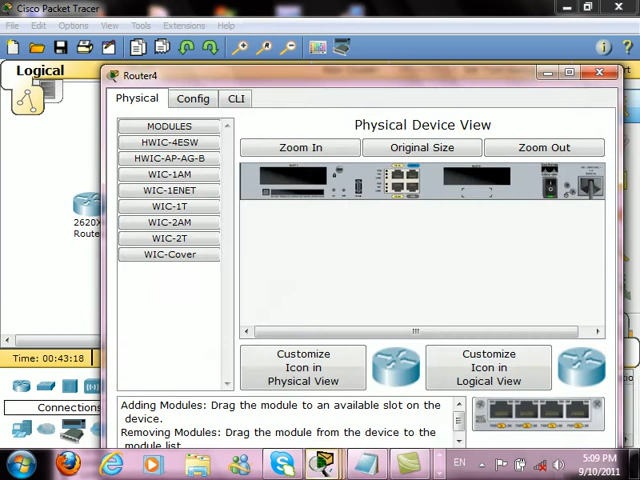 Cisco Packet Tracer
File Edit Options View Tools Extensions Help
Logical
Router4
Physical Config CLI
MODULES
HWIC-4ESW
HWIC-AP-AG-B
WIC-1AM
WIC-1ENET
WIC-1T
WIC-2AM
WIC-2T
WIC-Cover
Physical Device View
Zoom In Original Size Zoom Out
2620X
Route
Time: 00:43:18
Customize
Icon in
Physical View
Customize
Icon in
Logical View
Connections
Adding Modules: Drag the module to an available slot on the
device.
Removing Modules: Drag the module from the device to the
module list.
EN
5:09 PM
9/10/2011